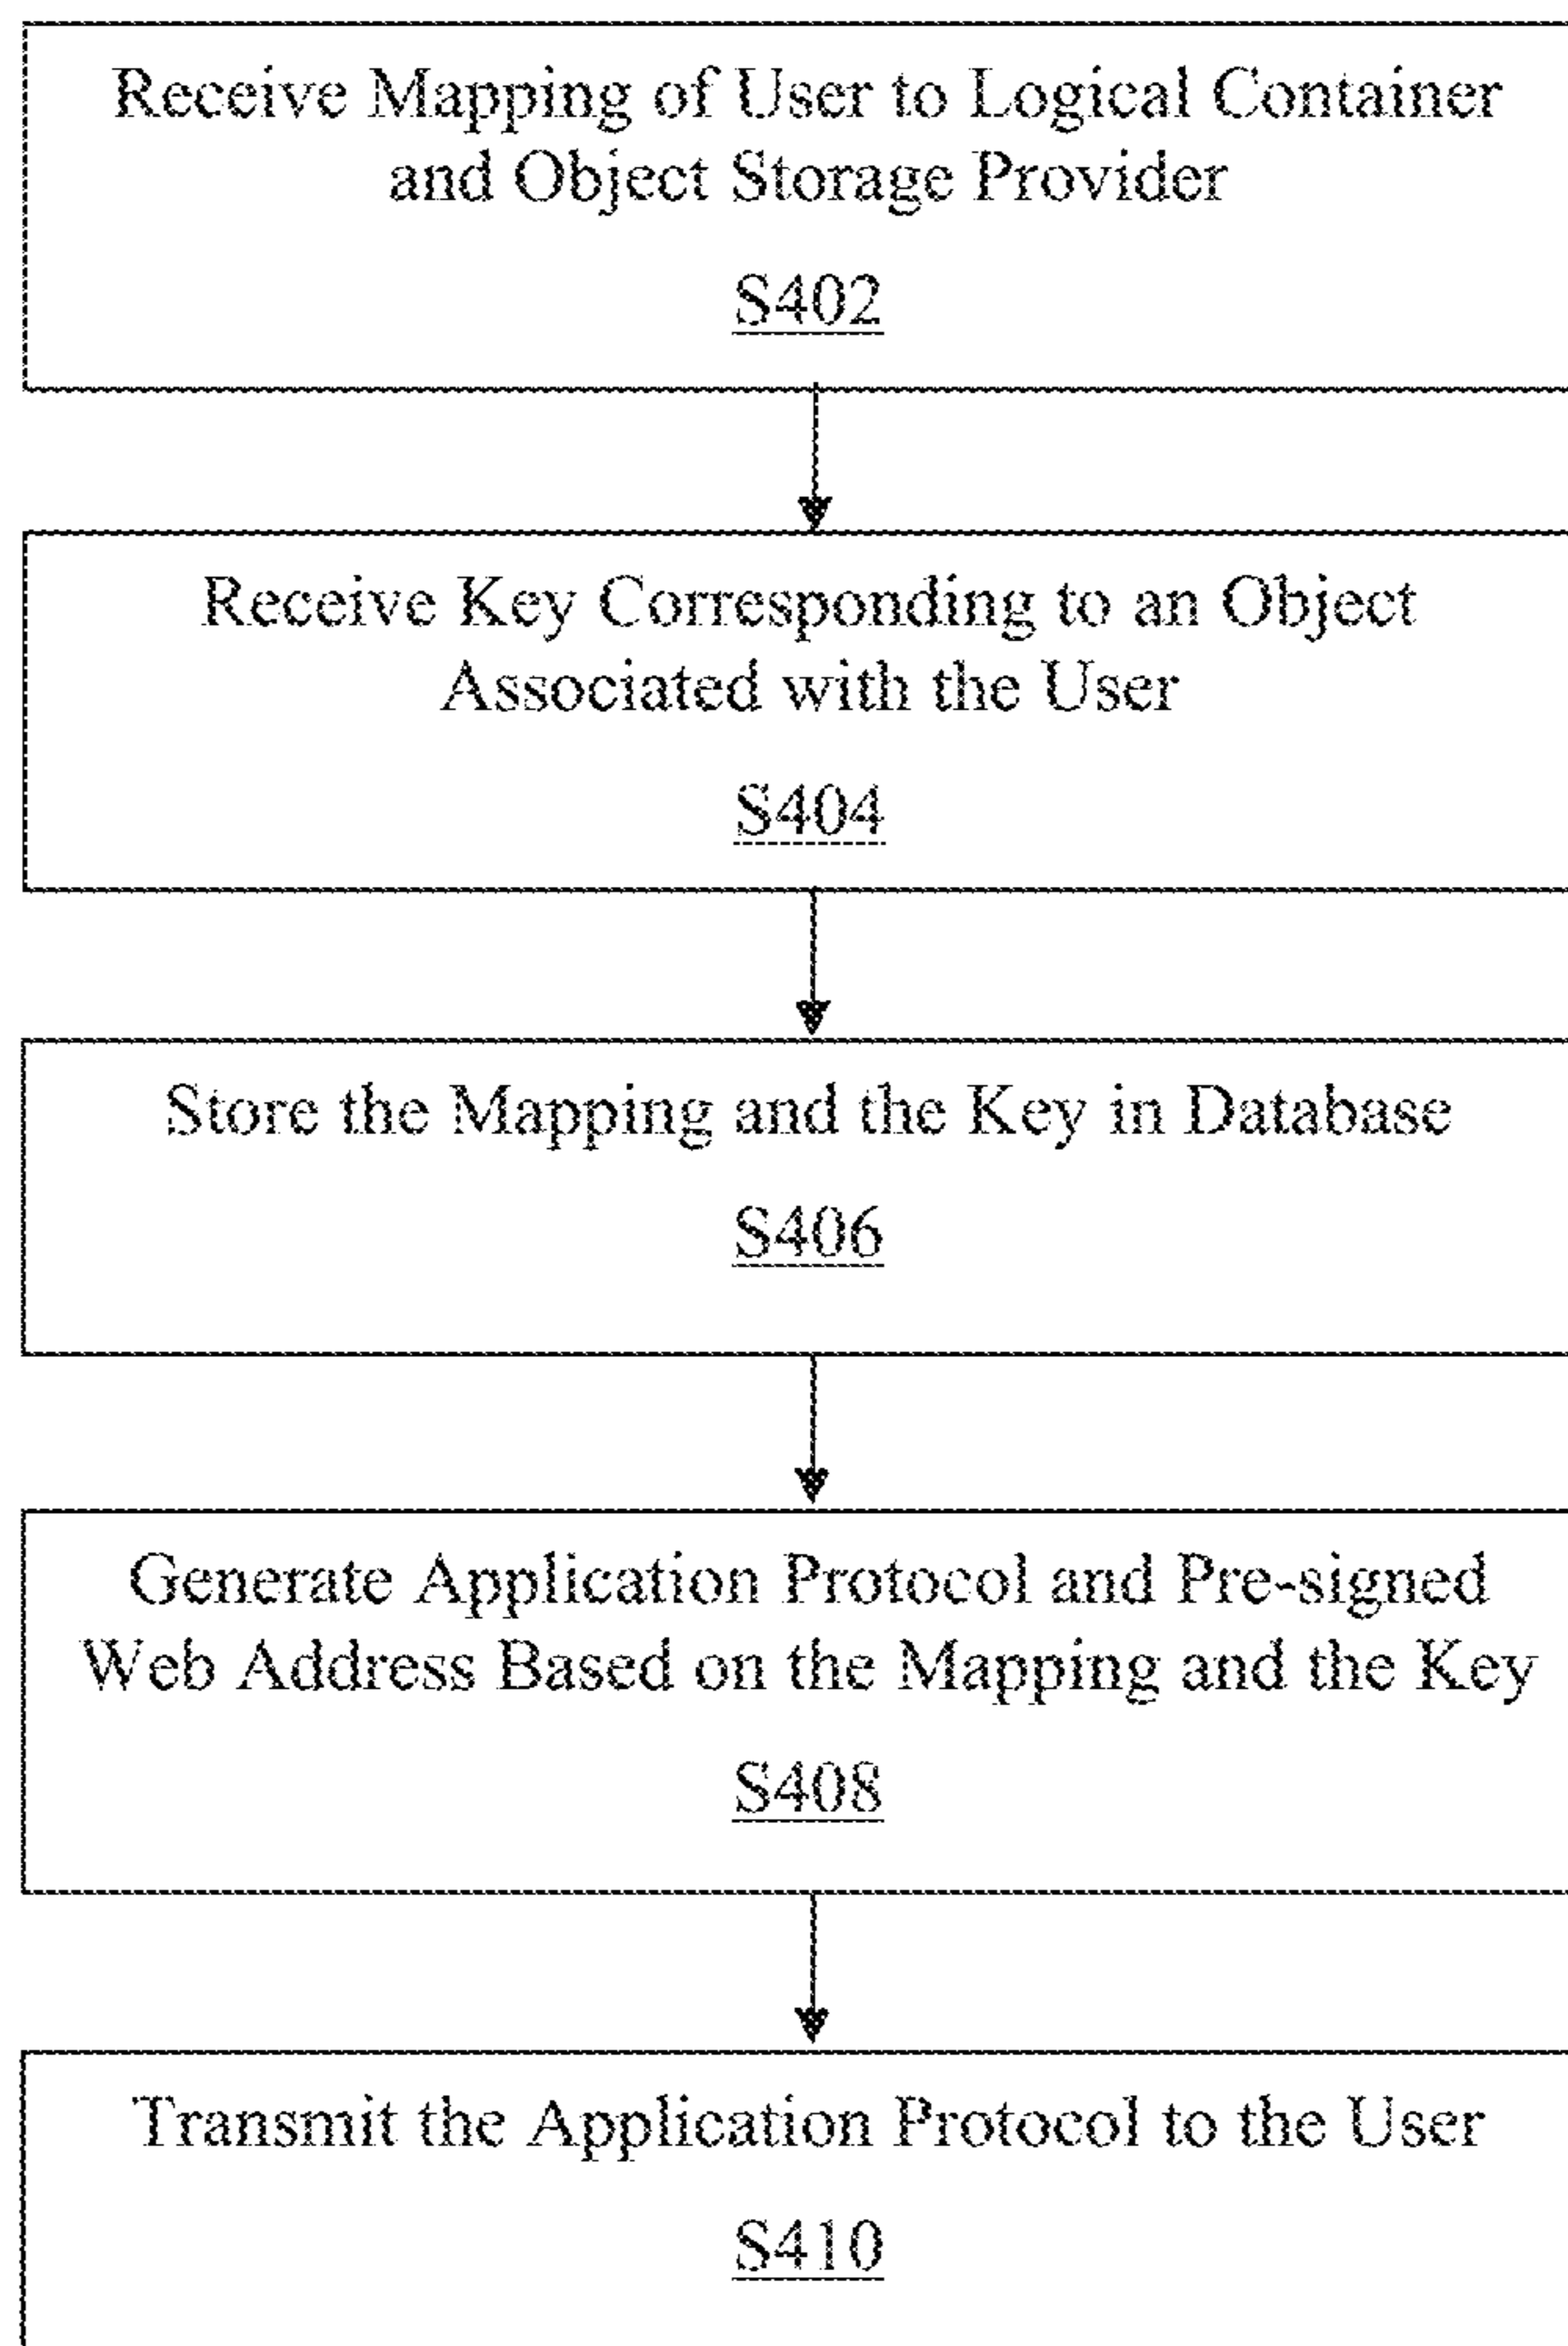 Receive Mapping of User to Logical Container
and Object Storage Provider
S402
Receive Key Corresponding to an Object
Associated with the User
S404
Store the Mapping and the Key in Database
S406
Generate Application Protocol and Pre-signed
Web Address Based on the Mapping and the Key
S408
Transmit the Application Protocol to the User
S410